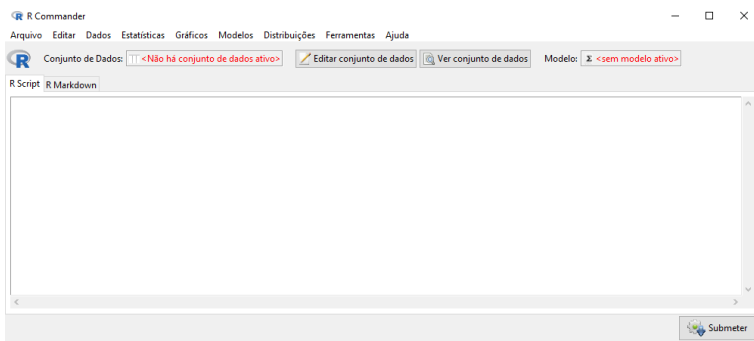 R Commander
Arquivo Editar Dados Estatísticas Gráficos Modelos Distribuições Ferramentas Ajuda
R Conjunto de Dados: <Não há conjunto de dados ativo> Editar conjunto de dados Ver conjunto de dados Modelo: Σ <sem modelo ativo>
R Script R Markdown
Submeter